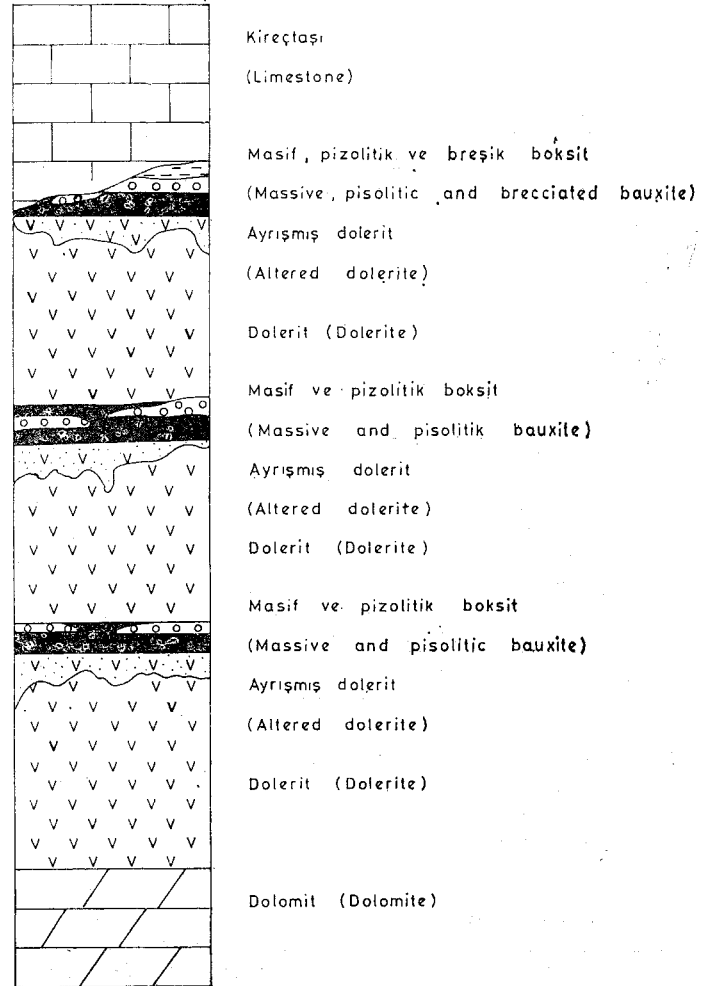 Kireçtaşı
(Limestone)
Masif, pizolitik ve breşik boksit
(Massive, pisolitic and brecciated bauxite)
Ayrışmış dolerit
(Altered dolerite)
Dolerit (Dolerite)
Masif ve pizolitik boksit
(Massive and pisolitik bauxite)
Ayrışmış dolerit
(Altered dolerite)
Dolerit (Dolerite)
Masif ve pizolitik boksit
(Massive and pisolitic bauxite)
Ayrışmış dolerit
(Altered dolerite)
Dolerit (Dolerite)
Dolomit (Dolomite)